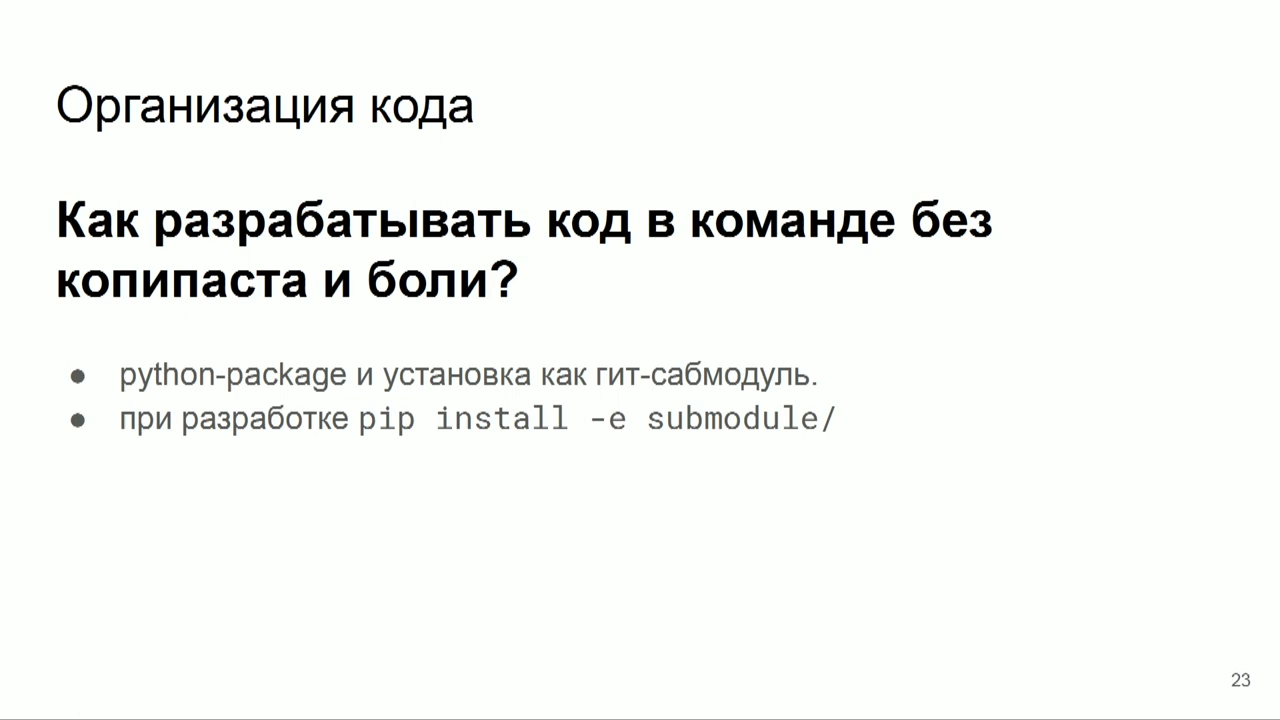 Организация кода
Как разрабатывать код в команде без
копипаста и боли?
● python-package и установка как гит-сабмодуль.
● при разработке pip install -e submodule/
23